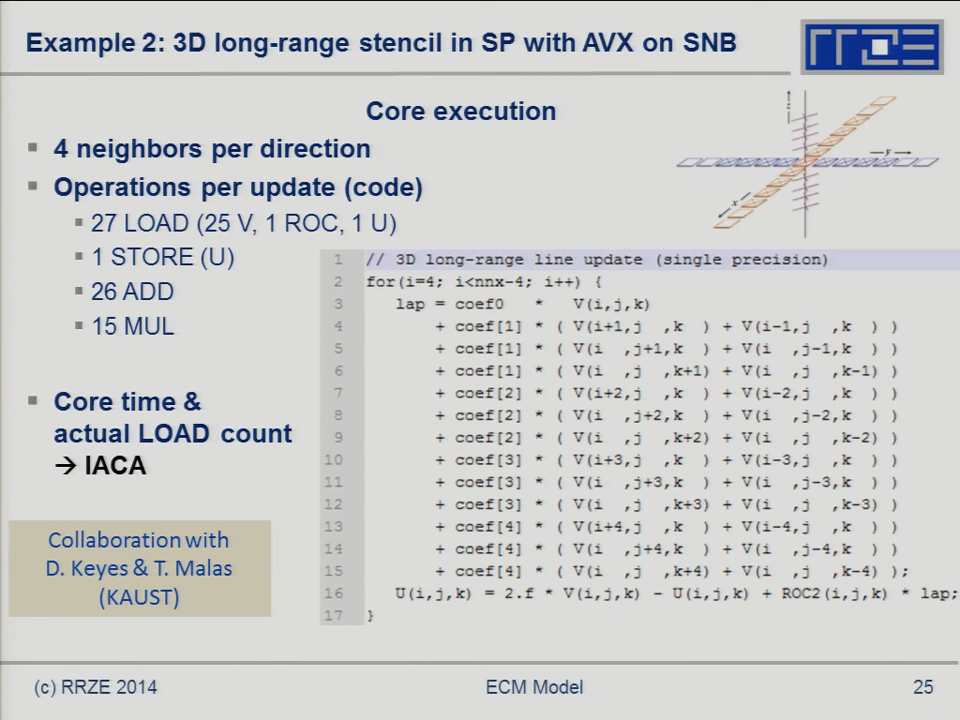 Example 2: 3D long-range stencil in SP with AVX on SNB
RRZE
Core execution
4 neighbors per direction
Operations per update (code)
27 LOAD (25 V, 1 ROC, 1 U)
1 STORE (U)
26 ADD
15 MUL
Core time &
actual LOAD count
→ IACA
Collaboration with
D. Keyes & T. Malas
(KAUST)
z
y
x
1 // 3D long-range line update (single precision)
2 for(i=4; i<nnx-4; i++) {
3 lap = coef0 * V(i,j,k)
4 + coef[1] * ( V(i+1,j ,k ) + V(i-1,j ,k ) )
5 + coef[1] * ( V(i ,j+1,k ) + V(i ,j-1,k ) )
6 + coef[1] * ( V(i ,j ,k+1) + V(i ,j ,k-1) )
7 + coef[2] * ( V(i+2,j ,k ) + V(i-2,j ,k ) )
8 + coef[2] * ( V(i ,j+2,k ) + V(i ,j-2,k ) )
9 + coef[2] * ( V(i ,j ,k+2) + V(i ,j ,k-2) )
10 + coef[3] * ( V(i+3,j ,k ) + V(i-3,j ,k ) )
11 + coef[3] * ( V(i ,j+3,k ) + V(i ,j-3,k ) )
12 + coef[3] * ( V(i ,j ,k+3) + V(i ,j ,k-3) )
13 + coef[4] * ( V(i+4,j ,k ) + V(i-4,j ,k ) )
14 + coef[4] * ( V(i ,j+4,k ) + V(i ,j-4,k ) )
15 + coef[4] * ( V(i ,j ,k+4) + V(i ,j ,k-4) );
16 U(i,j,k) = 2.f * V(i,j,k) - U(i,j,k) + ROC2(i,j,k) * lap;
17 }
(c) RRZE 2014
ECM Model
25